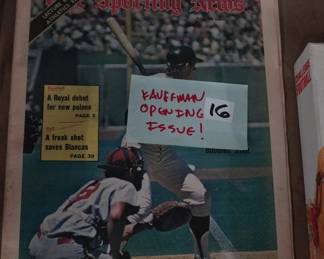 Sporting News
A Royal debut
for new palace
PAGE 3
A freak shot
saves Blancas
PAGE 39
KAUFFMAN
OPENING
ISSUE!
16